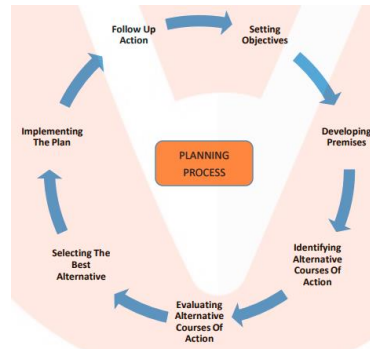 Follow Up
Action
Setting
Objectives
Developing
Premises
Identifying
Alternative
Courses Of
Action
Evaluating
Alternative
Courses Of
Action
Selecting The
Best
Alternative
Implementing
The Plan
PLANNING
PROCESS